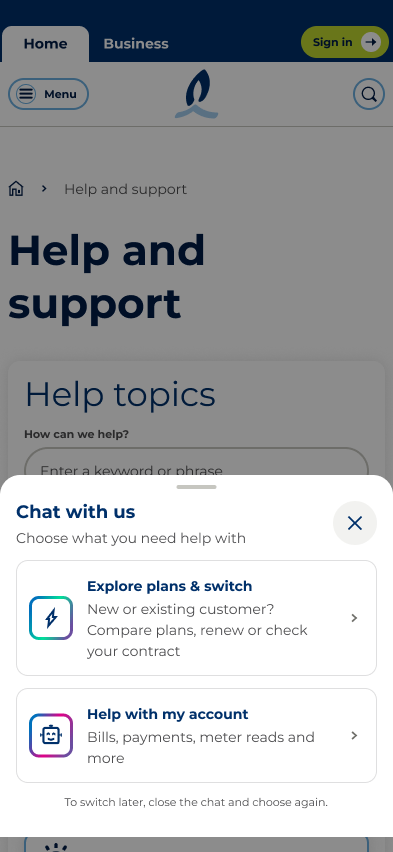 Home
Business
Sign in
Menu
Help and support
Help and
support
Help topics
How can we help?
Enter a keyword or phrase
Chat with us
Choose what you need help with
Explore plans & switch
New or existing customer?
Compare plans, renew or check
your contract
Help with my account
Bills, payments, meter reads and
more
To switch later, close the chat and choose again.